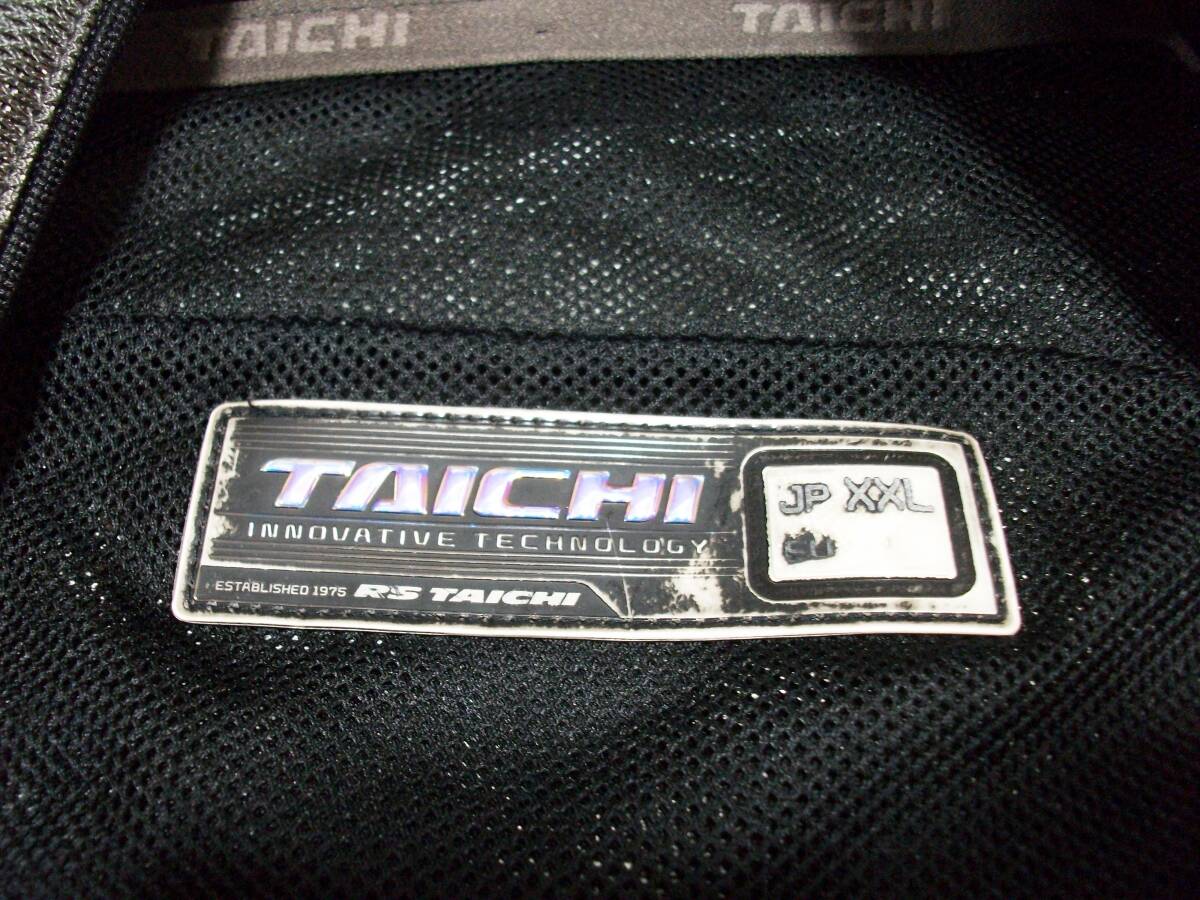 TAICHI TAICHI
TAICHI
INNOVATIVE TECHNOLOGY
ESTABLISHED 1975 RS TAICHI
JP XXL